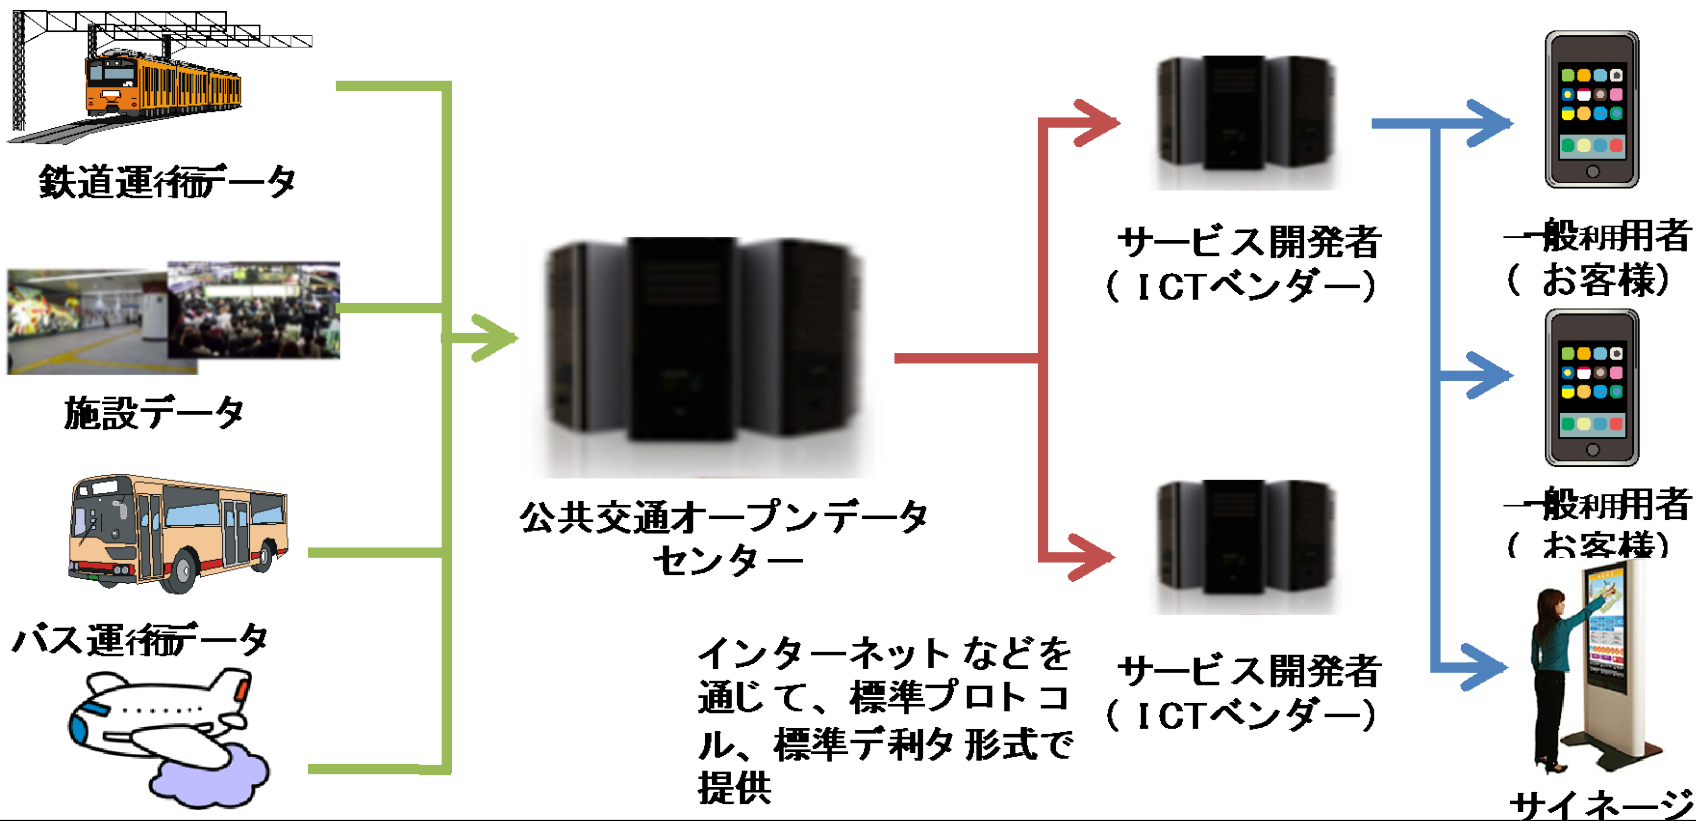 鉄道運行データ
施設データ
バス運行データ
公共交通オープンデータ
センター
インターネットなどを
通じて、標準プロトコ
ル、標準データ形式で
提供
サービス開発者
(ICTベンダー)
サービス開発者
(ICTベンダー)
一般利用者
(お客様)
一般利用者
(お客様)
サイネージ